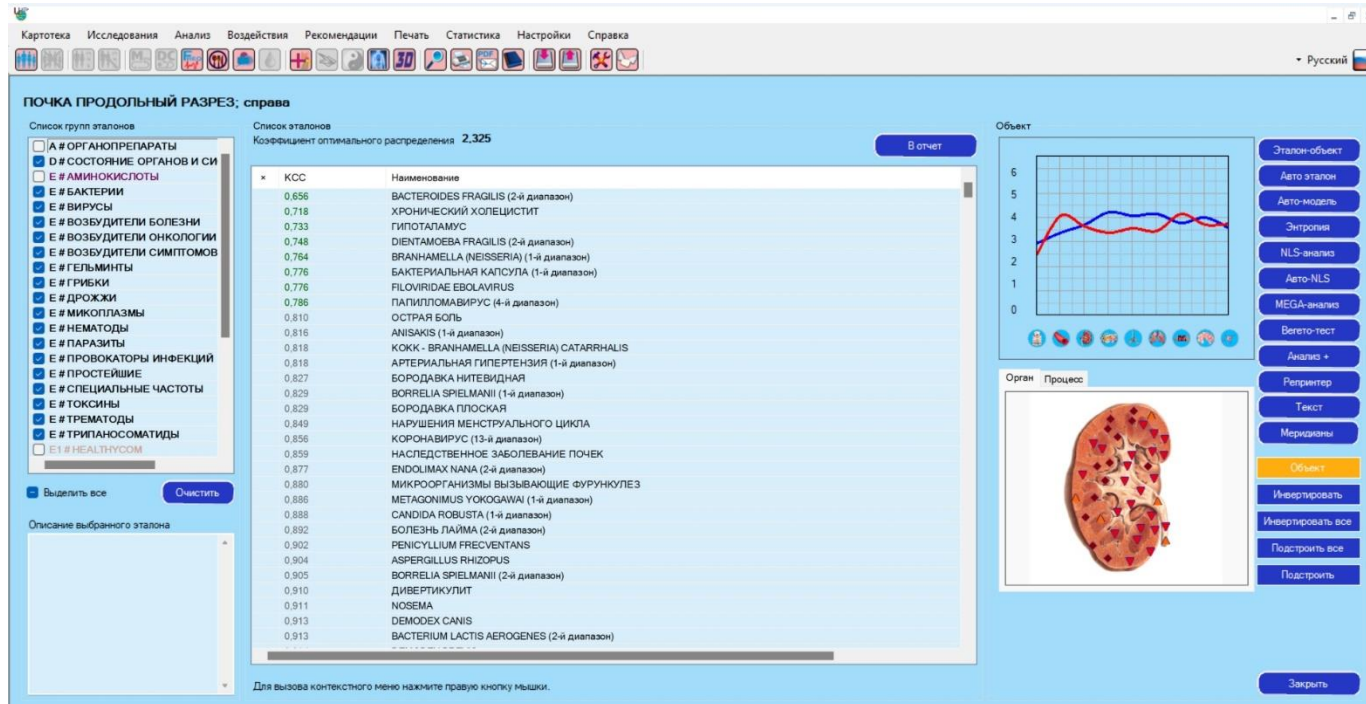 Картотека Исследования Анализ Воздействия Рекомендации Печать Статистика Настройки Справка
3D PDF
Русский
ПОЧКА ПРОДОЛЬНЫЙ РАЗРЕЗ; справа
Список групп эталонов
A # ОРГАНОПРЕПАРАТЫ
D # СОСТОЯНИЕ ОРГАНОВ И СИ
E # АМИНОКИСЛОТЫ
E # БАКТЕРИИ
E # ВИРУСЫ
E # ВОЗБУДИТЕЛИ БОЛЕЗНИ
E # ВОЗБУДИТЕЛИ ОНКОЛОГИИ
E # ВОЗБУДИТЕЛИ СИМПТОМОВ
E # ГЕЛЬМИНТЫ
E # ГРИБКИ
E # ДРОЖЖИ
E # МИКОПЛАЗМЫ
E # НЕМАТОДЫ
E # ПАРАЗИТЫ
E # ПРОВОКАТОРЫ ИНФЕКЦИЙ
E # ПРОСТЕЙШИЕ
E # СПЕЦИАЛЬНЫЕ ЧАСТОТЫ
E # ТОКСИНЫ
E # ТРЕМАТОДЫ
E # ТРИПАНОСОМАТИДЫ
E1 # HEALTHYCOM
Выделить все Очистить
Описание выбранного эталона
Список эталонов
Коэффициент оптимального распределения 2,325
В отчет
× КСС Наименование
0,656 BACTEROIDES FRAGILIS (2-й диапазон)
0,718 ХРОНИЧЕСКИЙ ХОЛЕЦИСТИТ
0,733 ГИПОТАЛАМУС
0,748 DIENTAMOEBA FRAGILIS (2-й диапазон)
0,764 BRANHAMELLA (NEISSERIA) (1-й диапазон)
0,776 БАКТЕРИАЛЬНАЯ КАПСУЛА (1-й диапазон)
0,776 FILOVIRIDAE EBOLAVIRUS
0,786 ПАПИЛЛОМАВИРУС (4-й диапазон)
0,810 ОСТРАЯ БОЛЬ
0,816 ANISAKIS (1-й диапазон)
0,818 КОКК - BRANHAMELLA (NEISSERIA) CATARRHALIS
0,818 АРТЕРИАЛЬНАЯ ГИПЕРТЕНЗИЯ (1-й диапазон)
0,827 БОРОДАВКА НИТЕВИДНАЯ
0,829 BORRELIA SPIELMANII (1-й диапазон)
0,829 БОРОДАВКА ПЛОСКАЯ
0,849 НАРУШЕНИЯ МЕНСТРУАЛЬНОГО ЦИКЛА
0,856 КОРОНАВИРУС (13-й диапазон)
0,859 НАСЛЕДСТВЕННОЕ ЗАБОЛЕВАНИЕ ПОЧЕК
0,877 ENDOLIMAX NANA (2-й диапазон)
0,880 МИКРООРГАНИЗМЫ ВЫЗЫВАЮЩИЕ ФУРУНКУЛЕЗ
0,886 METAGONIMUS YOKOGAWAI (1-й диапазон)
0,888 CANDIDA ROBUSTA (1-й диапазон)
0,892 БОЛЕЗНЬ ЛАЙМА (2-й диапазон)
0,902 PENICYLLIUM FRECVENTANS
0,904 ASPERGILLUS RHIZOPUS
0,905 BORRELIA SPIELMANII (2-й диапазон)
0,910 ДИВЕРТИКУЛИТ
0,911 NOSEMA
0,913 DEMODEX CANIS
0,913 BACTERIUM LACTIS AEROGENES (2-й диапазон)
Для вызова контекстного меню нажмите правую кнопку мышки.
Объект
6
5
4
3
2
1
0
Орган Процесс
Эталон-объект
Авто эталон
Авто-модель
Энтропия
NLS-анализ
Авто-NLS
MEGA-анализ
Вегето-тест
Анализ +
Репринтер
Текст
Меридианы
Объект
Инвертировать
Инвертировать все
Подстроить все
Подстроить
Закрыть